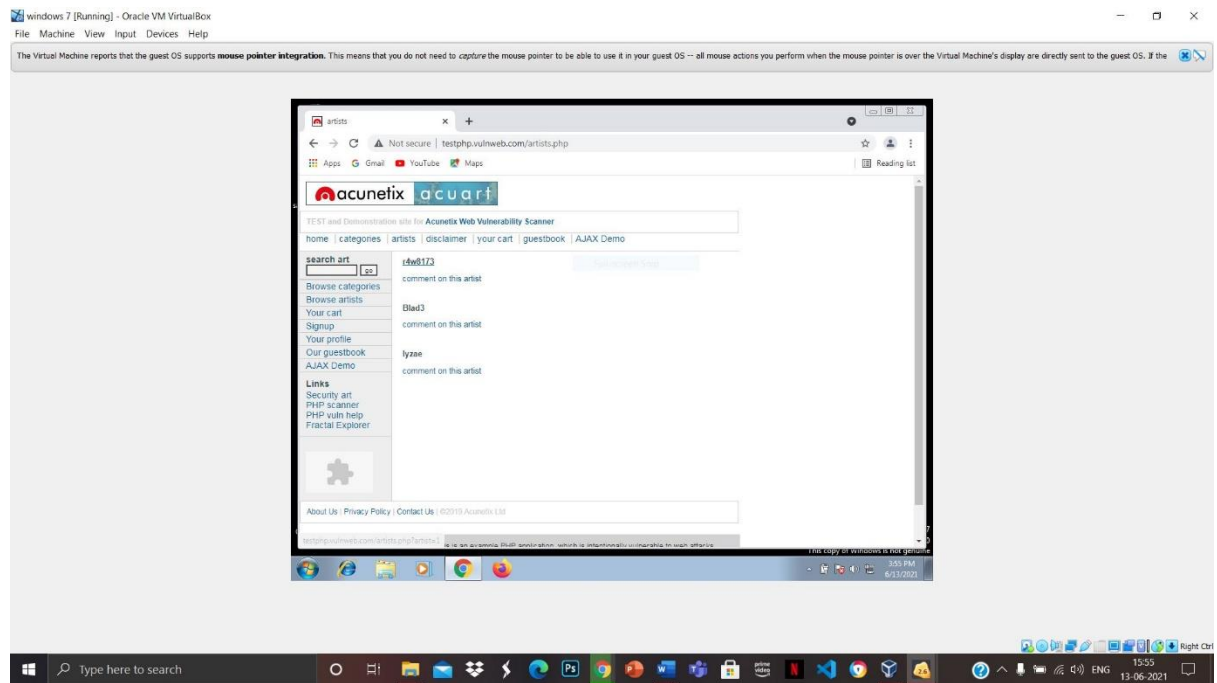 windows 7 [Running] - Oracle VM VirtualBox
File Machine View Input Devices Help
The Virtual Machine reports that the guest OS supports mouse pointer integration. This means that you do not need to capture the mouse pointer to be able to use it in your guest OS -- all mouse actions you perform when the mouse pointer is over the Virtual Machine's display are directly sent to the guest OS. If the
artists
Not secure | testphp.vulnweb.com/artists.php
Apps Gmail YouTube Maps Reading list
acunetix acuart
TEST and Demonstration site for Acunetix Web Vulnerability Scanner
home | categories | artists | disclaimer | your cart | guestbook | AJAX Demo
search art
go
Browse categories
Browse artists
Your cart
Signup
Your profile
Our guestbook
AJAX Demo
Links
Security art
PHP scanner
PHP vuln help
Fractal Explorer
r4w8173
comment on this artist
Blad3
comment on this artist
lyzae
comment on this artist
About Us | Privacy Policy | Contact Us | ©2019 Acunetix Ltd
testphp.vulnweb.com/artists.php?artist=1
is an example PHP application, which is intentionally vulnerable to web attacks
This copy of Windows is not genuine
3:55 PM
6/13/2021
Right Ctrl
Type here to search
Ps
prime video
N
ENG
15:55
13-06-2021